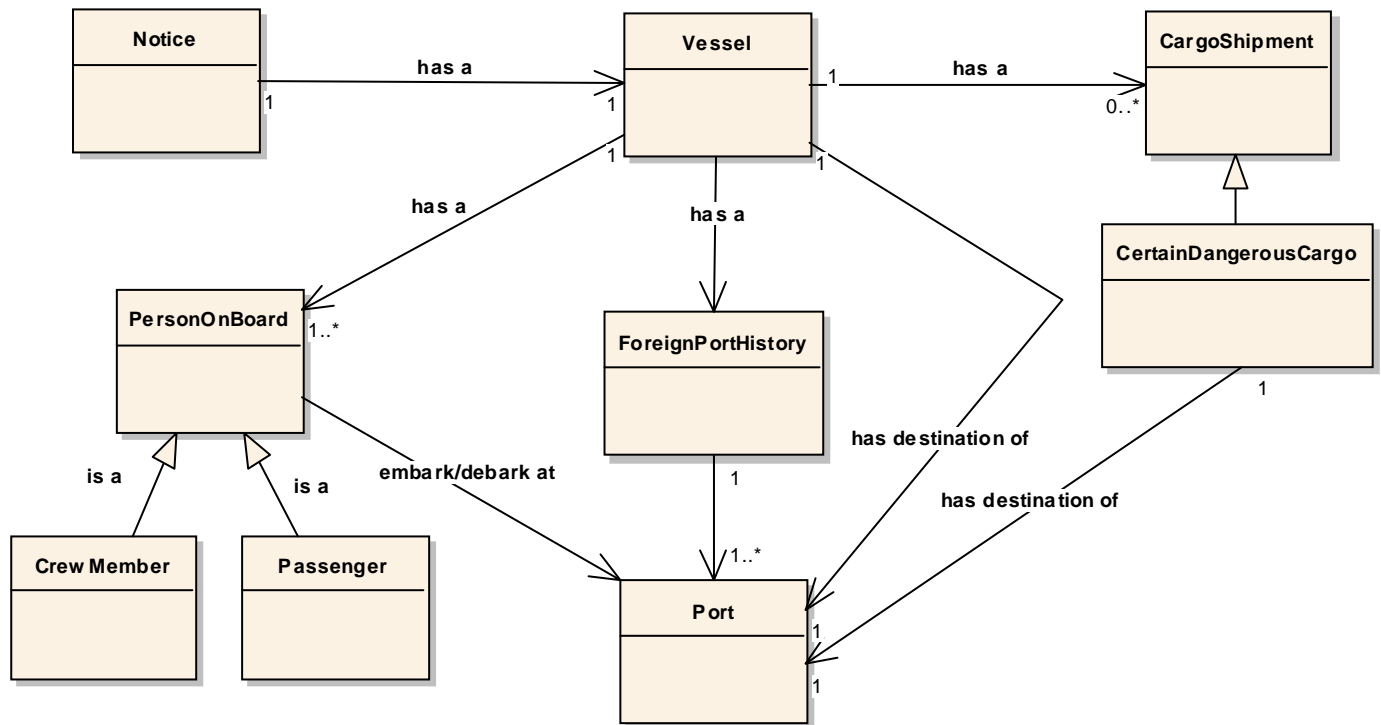 Notice
Vessel
CargoShipment
has a
has a
1
1
1
0..*
1
1
has a
has a
CertainDangerousCargo
PersonOnBoard
1..*
ForeignPortHistory
1
has destination of
embark/debark at
is a
is a
1
has destination of
1..*
Crew Member
Passenger
Port
1
1